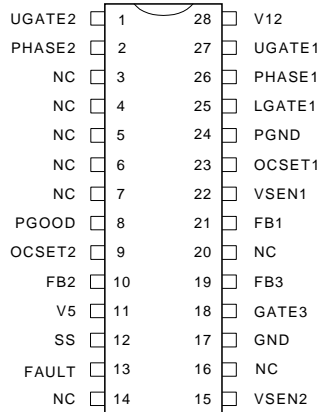 UGATE2 1 28 V12
PHASE2 2 27 UGATE1
NC 3 26 PHASE1
NC 4 25 LGATE1
NC 5 24 PGND
NC 6 23 OCSET1
NC 7 22 VSEN1
PGOOD 8 21 FB1
OCSET2 9 20 NC
FB2 10 19 FB3
V5 11 18 GATE3
SS 12 17 GND
FAULT 13 16 NC
NC 14 15 VSEN2